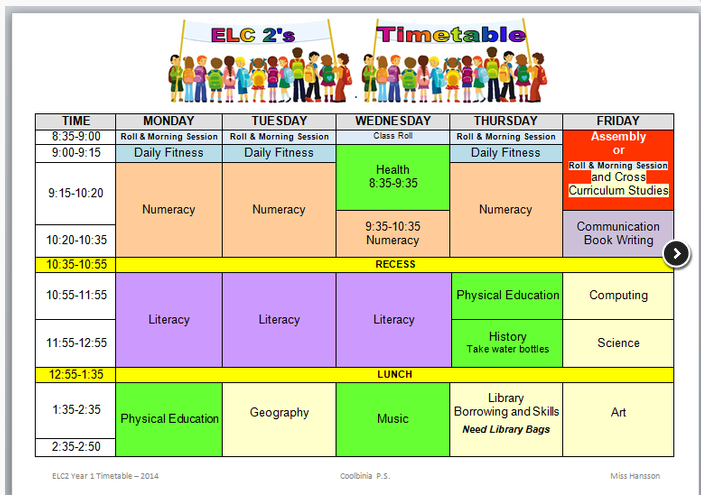 ELC 2's Timetable
TIME MONDAY TUESDAY WEDNESDAY THURSDAY FRIDAY
8:35-9:00 Roll & Morning Session Roll & Morning Session Class Roll Roll & Morning Session Assembly
or
Roll & Morning Session
and Cross
Curriculum Studies
9:00-9:15 Daily Fitness Daily Fitness Health
8:35-9:35
Daily Fitness
9:15-10:20 Numeracy Numeracy 9:35-10:35
Numeracy
Numeracy
Communication
Book Writing
10:20-10:35
10:35-10:55 RECESS
10:55-11:55 Literacy Literacy Literacy Physical Education Computing
11:55-12:55 History
Take water bottles
Science
12:55-1:35 LUNCH
1:35-2:35 Physical Education Geography Music Library
Borrowing and Skills
Need Library Bags
Art
2:35-2:50
ELC2 Year 1 Timetable – 2014 Coolbinia P.S. Miss Hansson